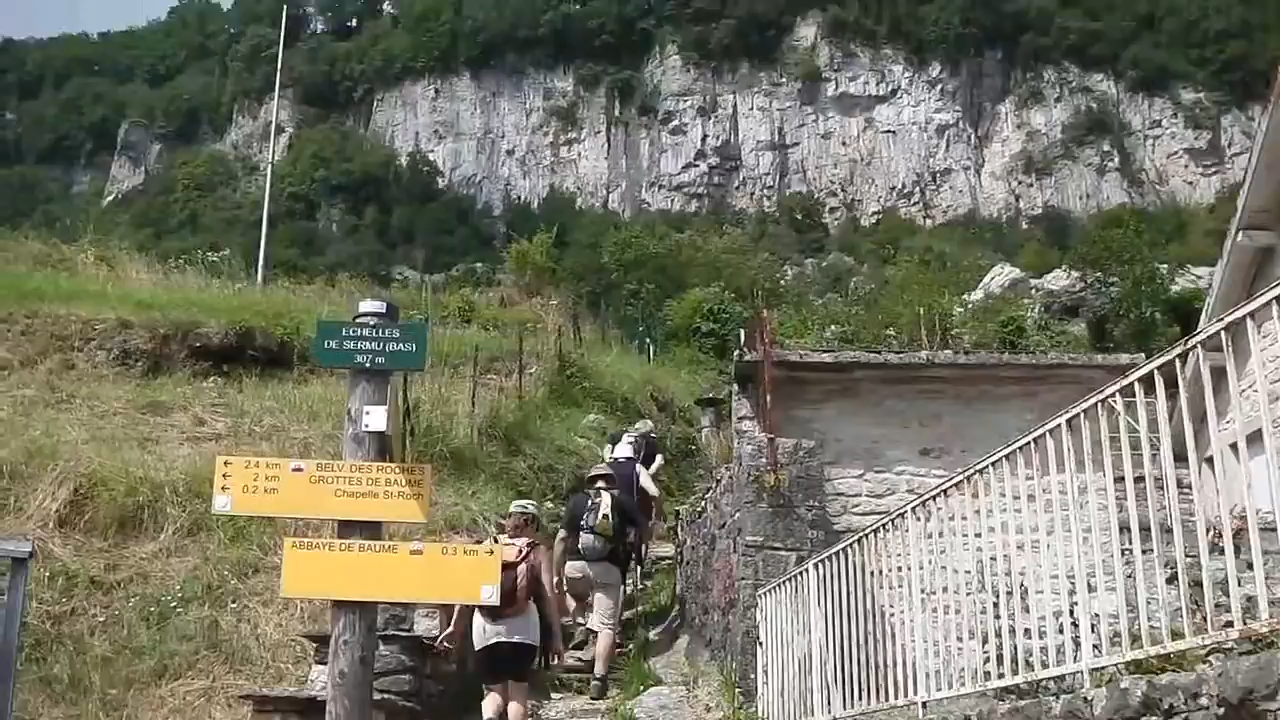 ECHELLES
DE SERMU (BAS)
307 m
← 2.4 km BELV. DES ROCHES
← 2 km GROTTES DE BAUME
← 0.2 km Chapelle St-Roch
ABBAYE DE BAUME 0.3 km →